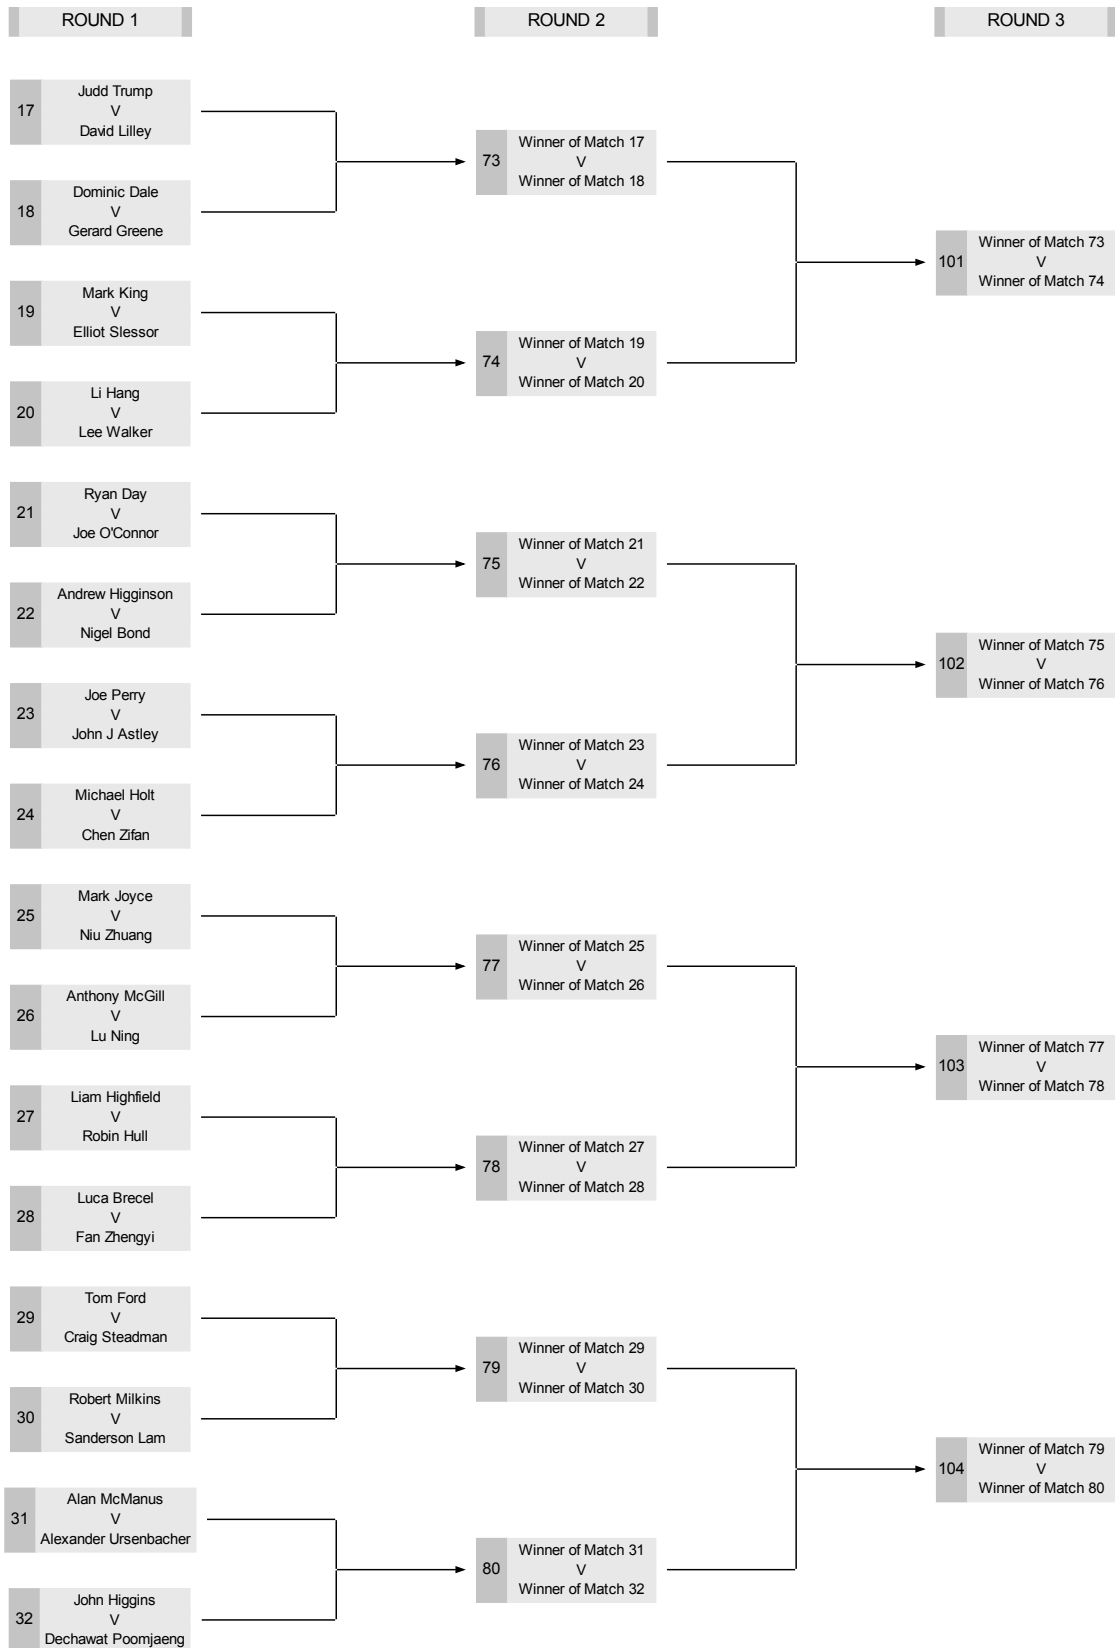 ROUND 1
ROUND 2
ROUND 3
17
Judd Trump
V
David Lilley
18
Dominic Dale
V
Gerard Greene
19
Mark King
V
Elliot Slessor
20
Li Hang
V
Lee Walker
21
Ryan Day
V
Joe O'Connor
22
Andrew Higginson
V
Nigel Bond
23
Joe Perry
V
John J Astley
24
Michael Holt
V
Chen Zifan
25
Mark Joyce
V
Niu Zhuang
26
Anthony McGill
V
Lu Ning
27
Liam Highfield
V
Robin Hull
28
Luca Brecel
V
Fan Zhengyi
29
Tom Ford
V
Craig Steadman
30
Robert Milkins
V
Sanderson Lam
31
Alan McManus
V
Alexander Ursenbacher
32
John Higgins
V
Dechawat Poomjaeng
73
Winner of Match 17
V
Winner of Match 18
74
Winner of Match 19
V
Winner of Match 20
75
Winner of Match 21
V
Winner of Match 22
76
Winner of Match 23
V
Winner of Match 24
77
Winner of Match 25
V
Winner of Match 26
78
Winner of Match 27
V
Winner of Match 28
79
Winner of Match 29
V
Winner of Match 30
80
Winner of Match 31
V
Winner of Match 32
101
Winner of Match 73
V
Winner of Match 74
102
Winner of Match 75
V
Winner of Match 76
103
Winner of Match 77
V
Winner of Match 78
104
Winner of Match 79
V
Winner of Match 80